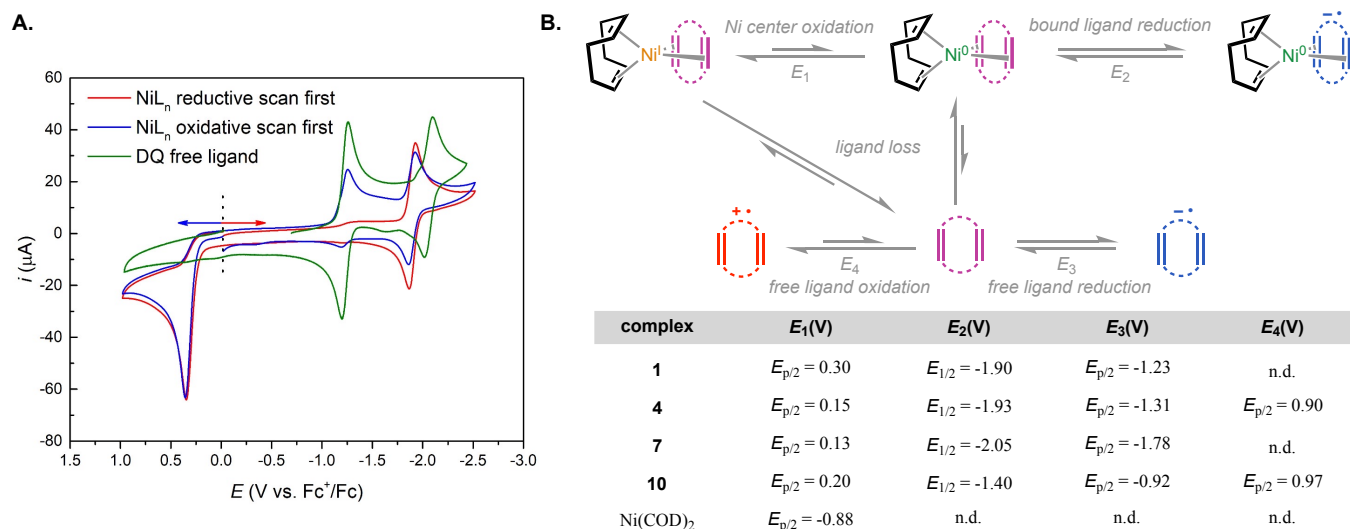 A.
60
40
20
0
-20
-40
-60
-80
i (μA)
NiLn reductive scan first
NiLn oxidative scan first
DQ free ligand
1.5 1.0 0.5 0.0 -0.5 -1.0 -1.5 -2.0 -2.5 -3.0
E (V vs. Fc⁺/Fc)
B.
Ni center oxidation
bound ligand reduction
Niᴵ
Ni⁰
Ni⁰
E₁
E₂
ligand loss
+•
−•
−•
E₄
E₃
free ligand oxidation
free ligand reduction
complex E₁(V) E₂(V) E₃(V) E₄(V)
1 Ep/2 = 0.30 E1/2 = -1.90 Ep/2 = -1.23 n.d.
4 Ep/2 = 0.15 E1/2 = -1.93 Ep/2 = -1.31 Ep/2 = 0.90
7 Ep/2 = 0.13 E1/2 = -2.05 Ep/2 = -1.78 n.d.
10 Ep/2 = 0.20 E1/2 = -1.40 Ep/2 = -0.92 Ep/2 = 0.97
Ni(COD)₂ Ep/2 = -0.88 n.d. n.d. n.d.